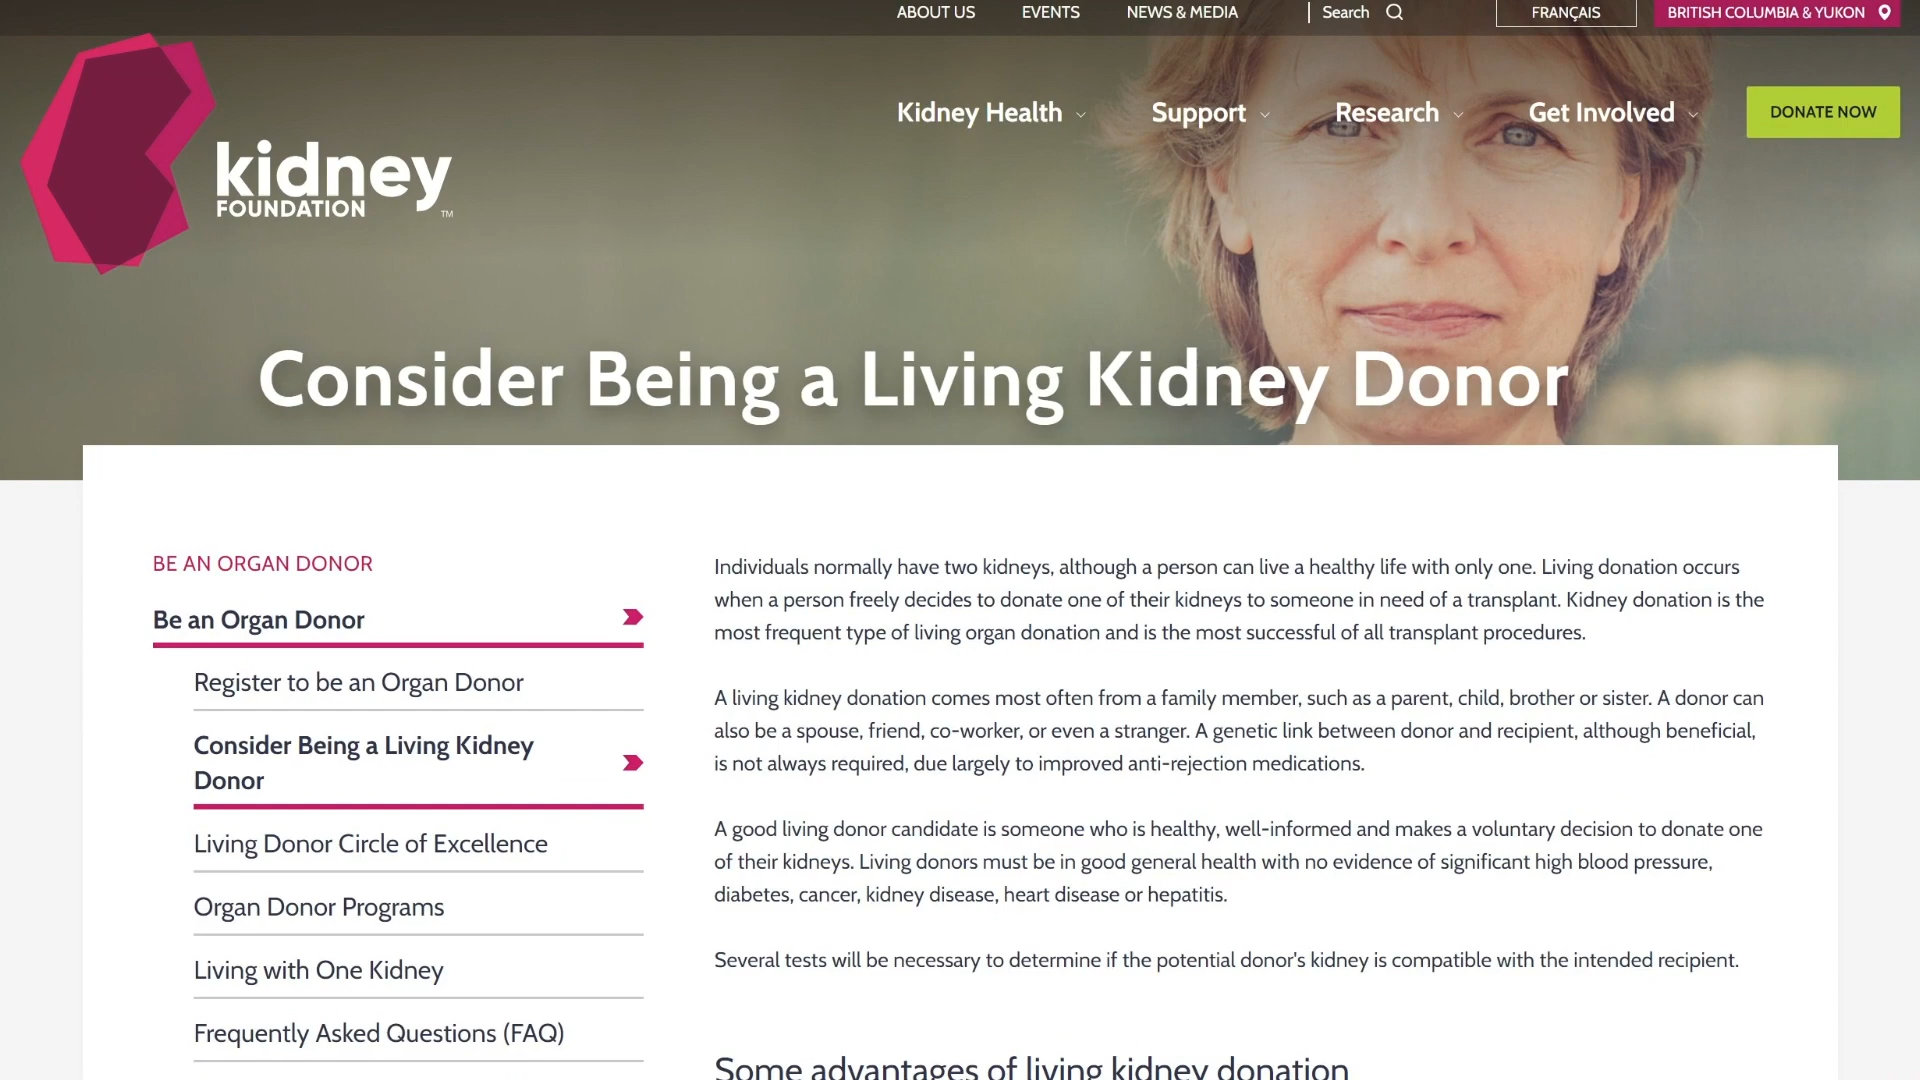 ABOUT US EVENTS NEWS & MEDIA Search FRANÇAIS BRITISH COLUMBIA & YUKON
Kidney Health Support Research Get Involved DONATE NOW
kidney
FOUNDATION ™
Consider Being a Living Kidney Donor
BE AN ORGAN DONOR
Be an Organ Donor
Register to be an Organ Donor
Consider Being a Living Kidney
Donor
Living Donor Circle of Excellence
Organ Donor Programs
Living with One Kidney
Frequently Asked Questions (FAQ)
Individuals normally have two kidneys, although a person can live a healthy life with only one. Living donation occurs
when a person freely decides to donate one of their kidneys to someone in need of a transplant. Kidney donation is the
most frequent type of living organ donation and is the most successful of all transplant procedures.
A living kidney donation comes most often from a family member, such as a parent, child, brother or sister. A donor can
also be a spouse, friend, co-worker, or even a stranger. A genetic link between donor and recipient, although beneficial,
is not always required, due largely to improved anti-rejection medications.
A good living donor candidate is someone who is healthy, well-informed and makes a voluntary decision to donate one
of their kidneys. Living donors must be in good general health with no evidence of significant high blood pressure,
diabetes, cancer, kidney disease, heart disease or hepatitis.
Several tests will be necessary to determine if the potential donor's kidney is compatible with the intended recipient.
Some advantages of living kidney donation